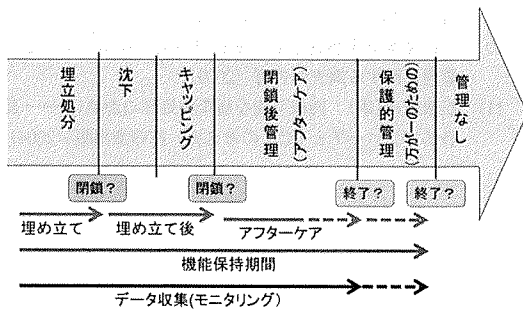 埋立処分
沈下
キャッピング
閉鎖後管理
(アフターケア)
保護的管理
(万が一のための)
管理なし
閉鎖?
閉鎖?
終了?
終了?
埋め立て
埋め立て後
アフターケア
機能保持期間
データ収集(モニタリング)